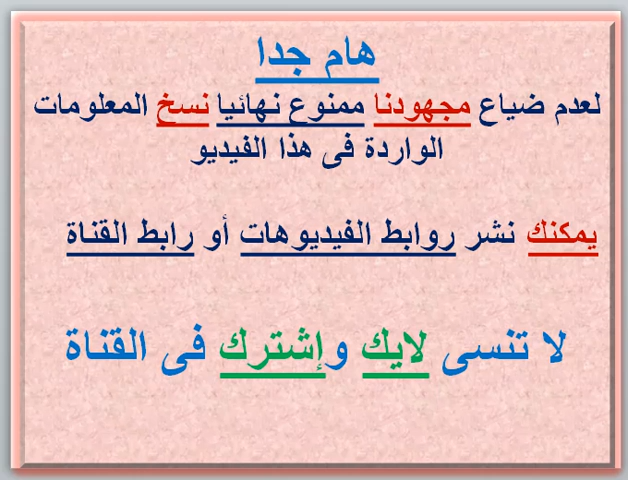 هام جدا
لعدم ضياع مجهودنا ممنوع نهائيا نسخ المعلومات
الواردة فى هذا الفيديو
يمكنك نشر روابط الفيديوهات أو رابط القناة
لا تنسى لايك وإشترك فى القناة